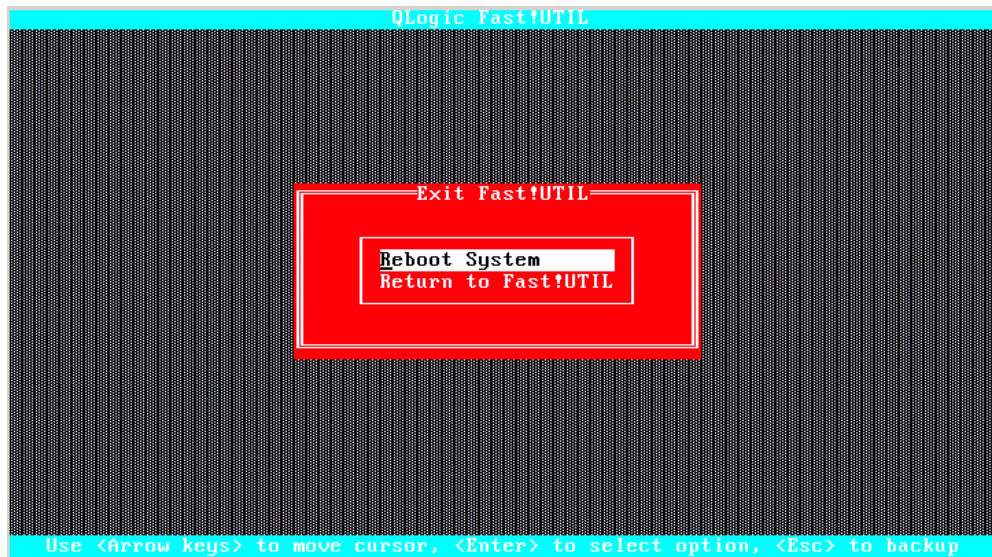 QLogic Fast!UTIL
Exit Fast!UTIL
Reboot System
Return to Fast!UTIL
Use <Arrow keys> to move cursor, <Enter> to select option, <Esc> to backup